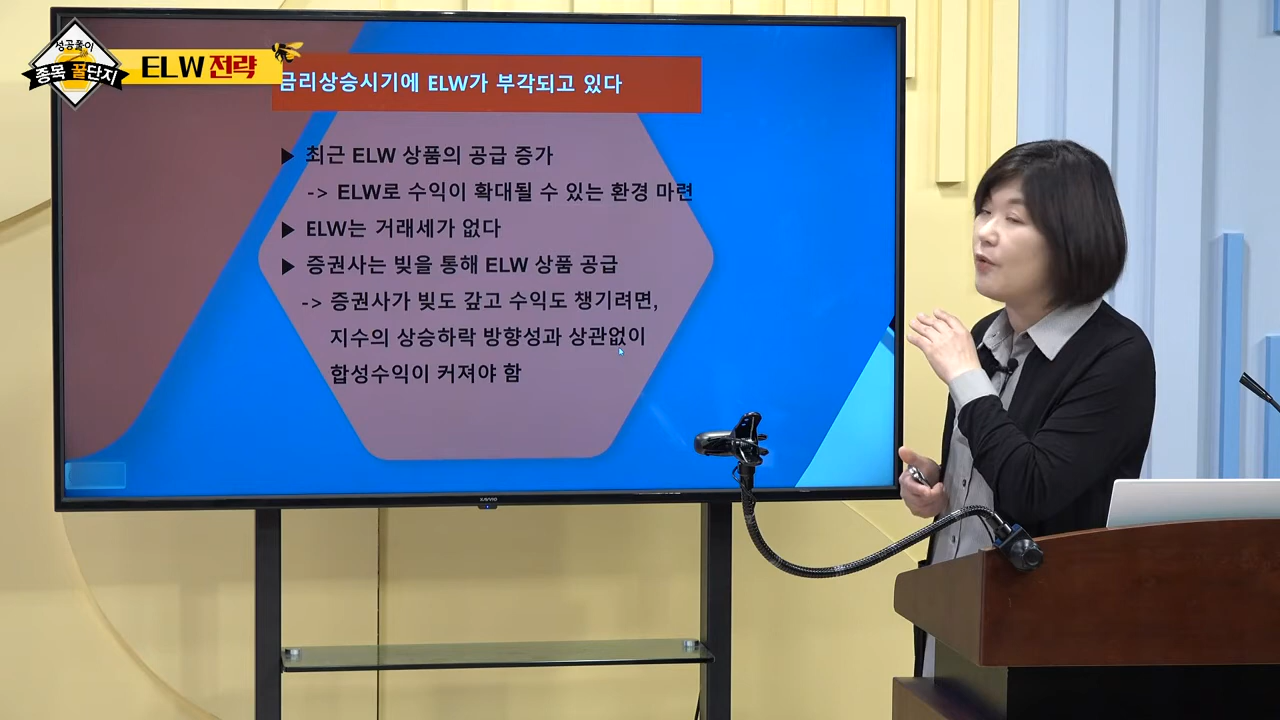 성공풀이
종목 꿀단지
ELW전략
금리상승시기에 ELW가 부각되고 있다
▶ 최근 ELW 상품의 공급 증가
-> ELW로 수익이 확대될 수 있는 환경 마련
▶ ELW는 거래세가 없다
▶ 증권사는 빚을 통해 ELW 상품 공급
-> 증권사가 빚도 갚고 수익도 챙기려면,
지수의 상승하락 방향성과 상관없이
합성수익이 커져야 함